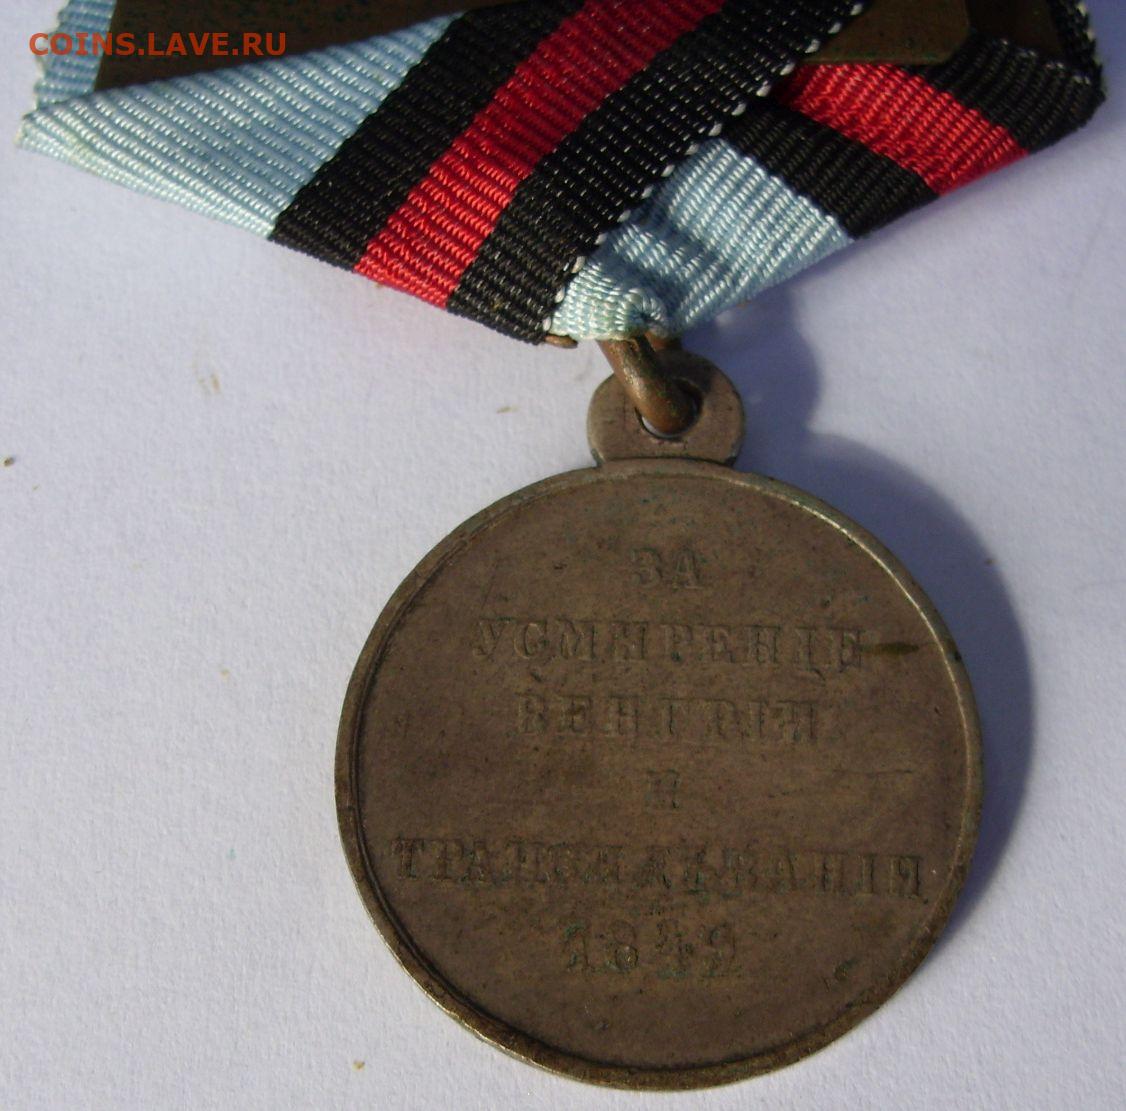 COINS.LAVE.RU
ЗА
УСМИРЕНІЕ
ВЕНГРІИ
И
ТРАНСИЛЬВАНІИ
1849